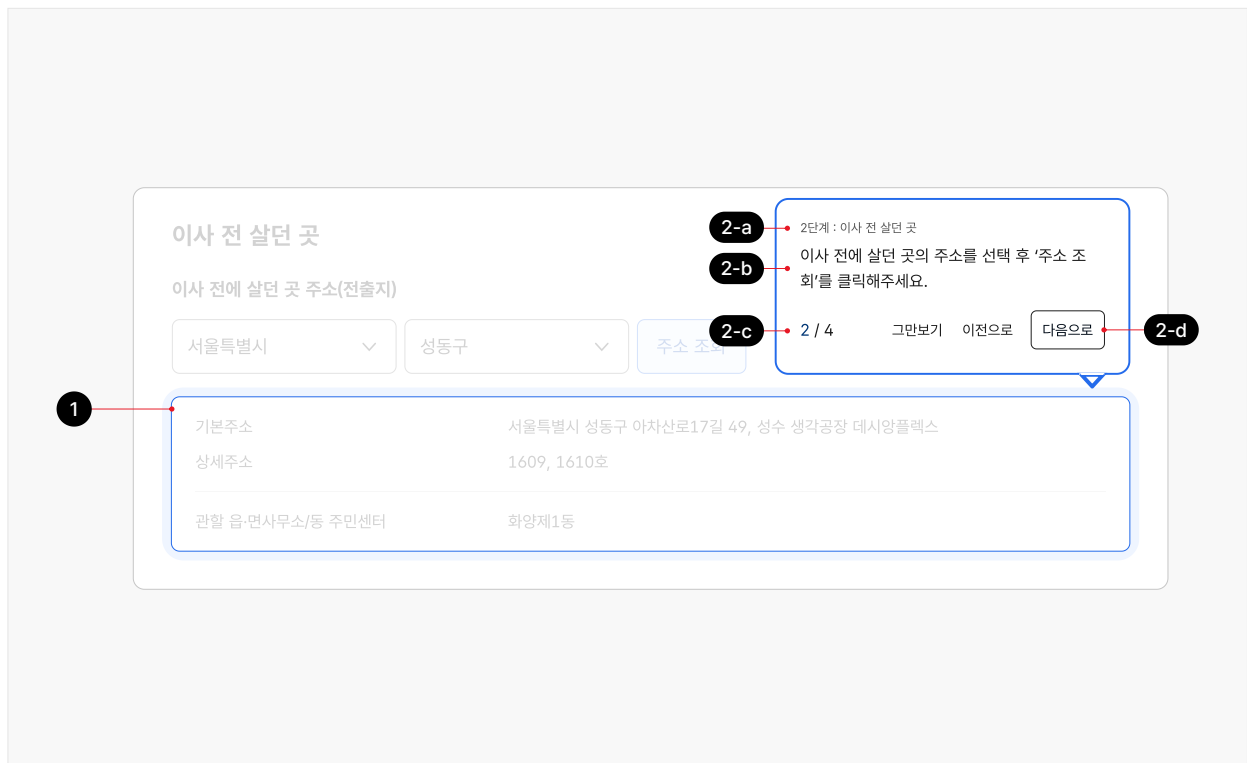 이사 전 살던 곳
이사 전에 살던 곳 주소(전출지)
서울특별시
성동구
주소 조회
2-a
2단계 : 이사 전 살던 곳
2-b
이사 전에 살던 곳의 주소를 선택 후 ‘주소 조
회’를 클릭해주세요.
2-c
2 / 4
그만보기
이전으로
다음으로
2-d
1
기본주소
서울특별시 성동구 아차산로17길 49, 성수 생각공장 데시앙플렉스
상세주소
1609, 1610호
관할 읍·면사무소/동 주민센터
화양제1동